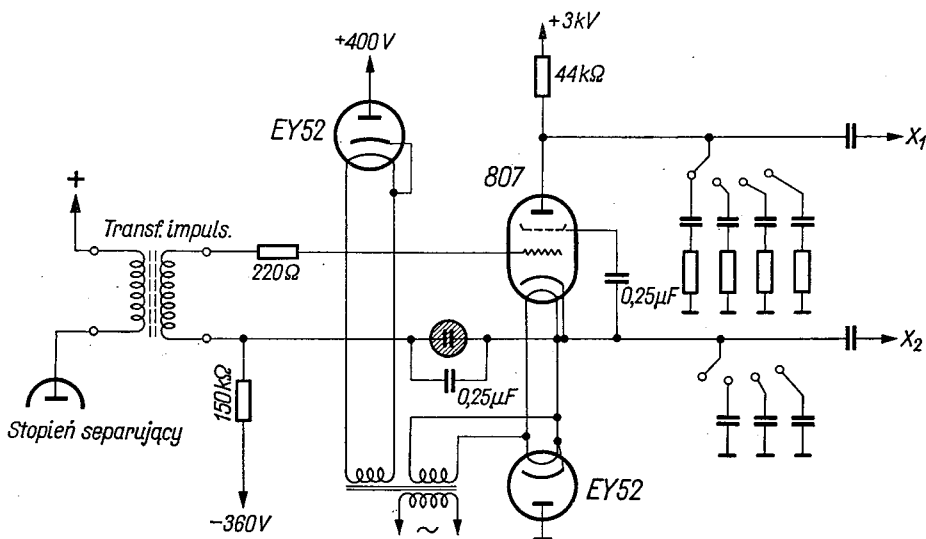 +3kV
+400V
44kΩ
X₁
EY52
807
+
Transf. impuls.
220Ω
0,25μF
X₂
150kΩ
0,25μF
Stopień separujący
EY52
−360V
~